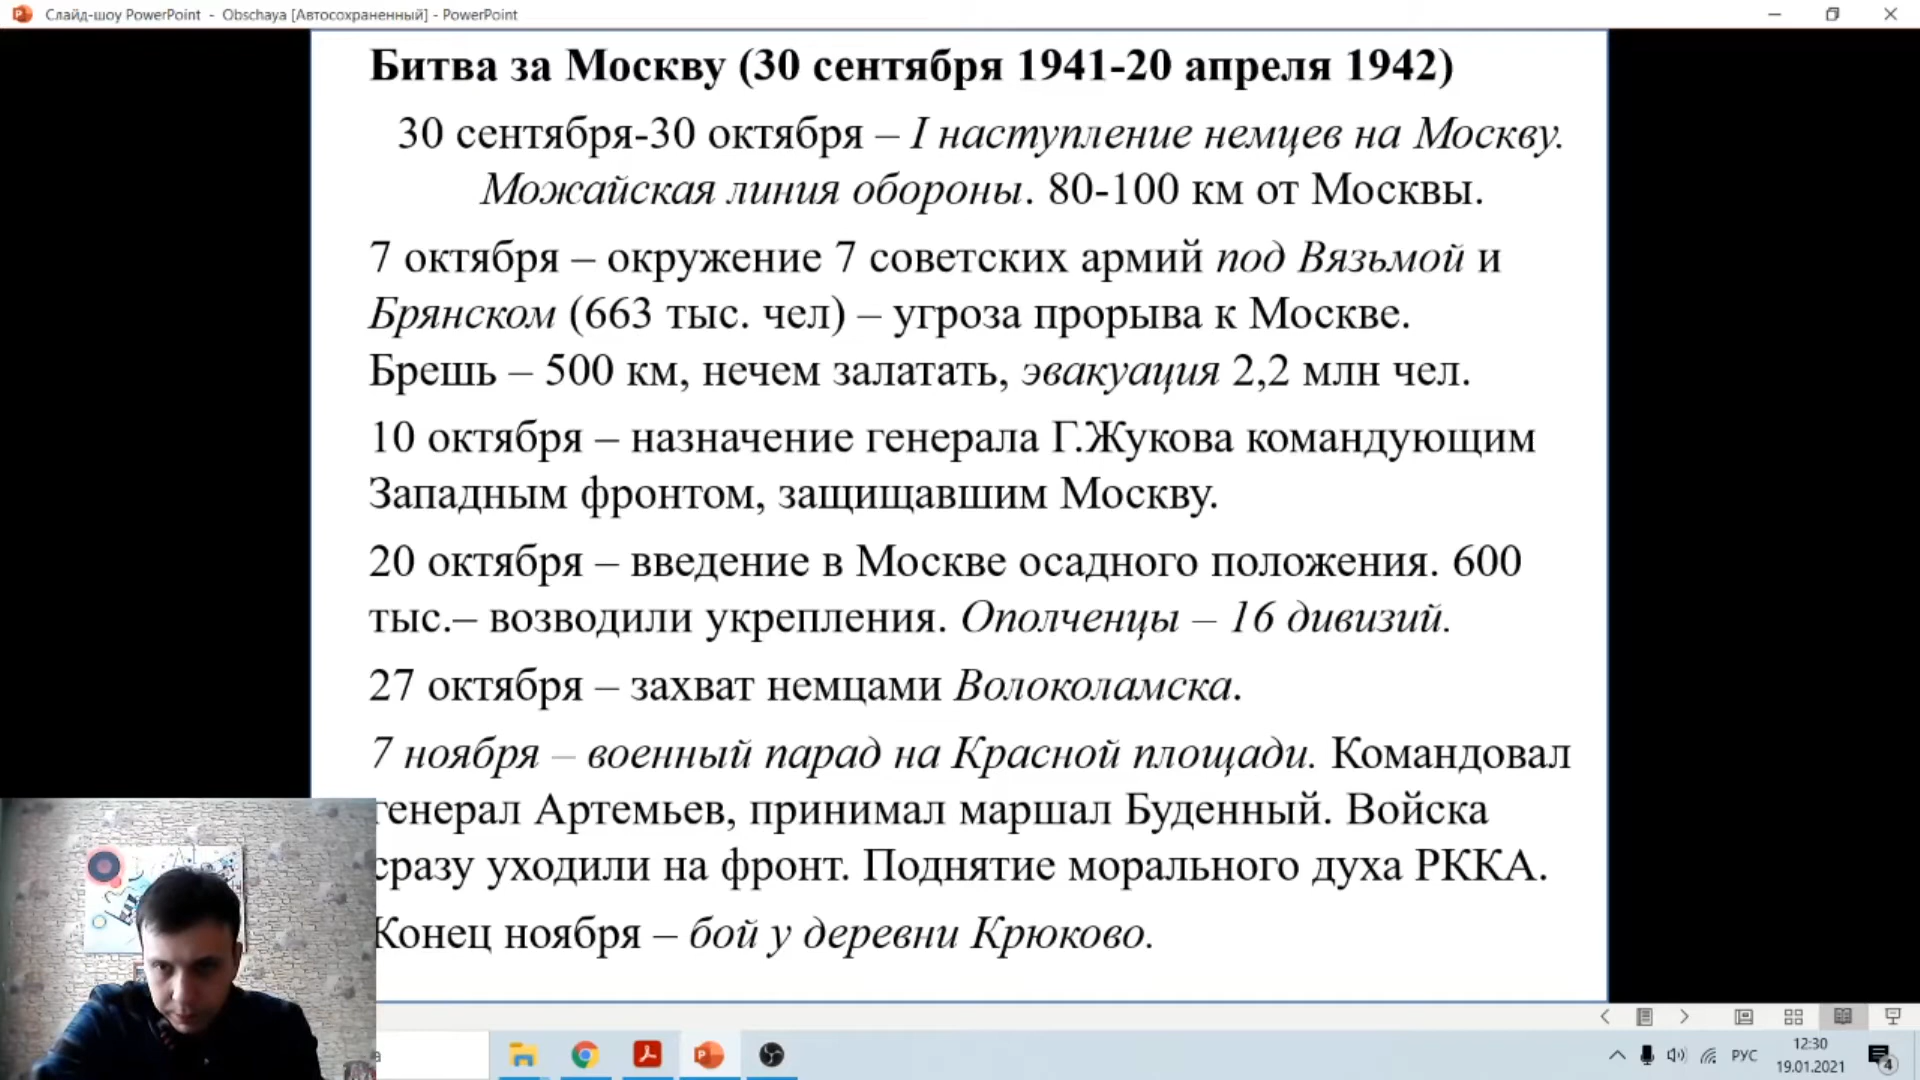 Слайд-шоу PowerPoint - Obschaya [Автосохраненный] - PowerPoint
Битва за Москву (30 сентября 1941-20 апреля 1942)
30 сентября-30 октября – I наступление немцев на Москву.
Можайская линия обороны. 80-100 км от Москвы.
7 октября – окружение 7 советских армий под Вязьмой и
Брянском (663 тыс. чел) – угроза прорыва к Москве.
Брешь – 500 км, нечем залатать, эвакуация 2,2 млн чел.
10 октября – назначение генерала Г.Жукова командующим
Западным фронтом, защищавшим Москву.
20 октября – введение в Москве осадного положения. 600
тыс.– возводили укрепления. Ополченцы – 16 дивизий.
27 октября – захват немцами Волоколамска.
7 ноября – военный парад на Красной площади. Командовал
генерал Артемьев, принимал маршал Буденный. Войска
сразу уходили на фронт. Поднятие морального духа РККА.
Конец ноября – бой у деревни Крюково.
РУС
12:30
19.01.2021
4